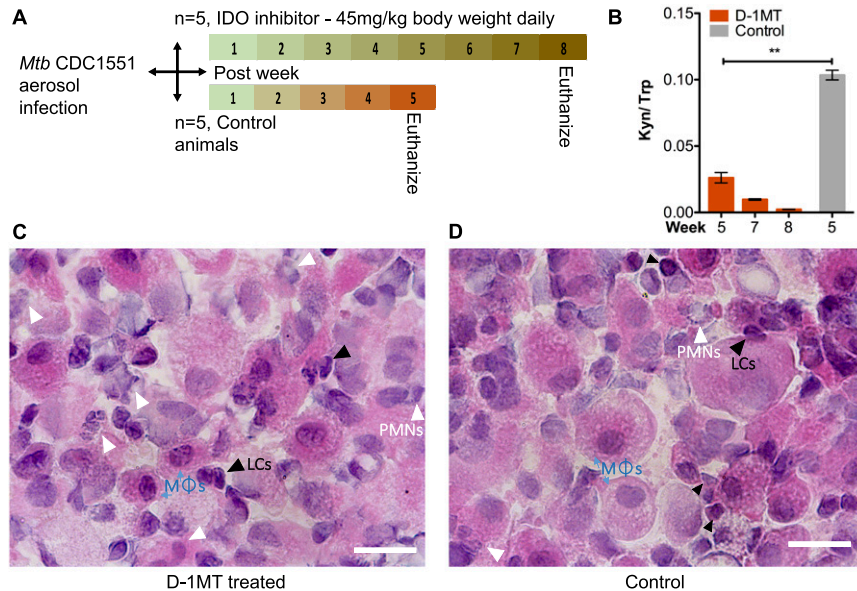 A
n=5, IDO inhibitor - 45mg/kg body weight daily
1 2 3 4 5 6 7 8
Mtb CDC1551
aerosol
infection
Post week
1 2 3 4 5
n=5, Control
animals
Euthanize
Euthanize
B
D-1MT
Control
**
Kyn/ Trp
0.15
0.10
0.05
0.00
Week 5 7 8 5
C
PMNs
LCs
MΦs
D-1MT treated
D
PMNs
LCs
MΦs
Control